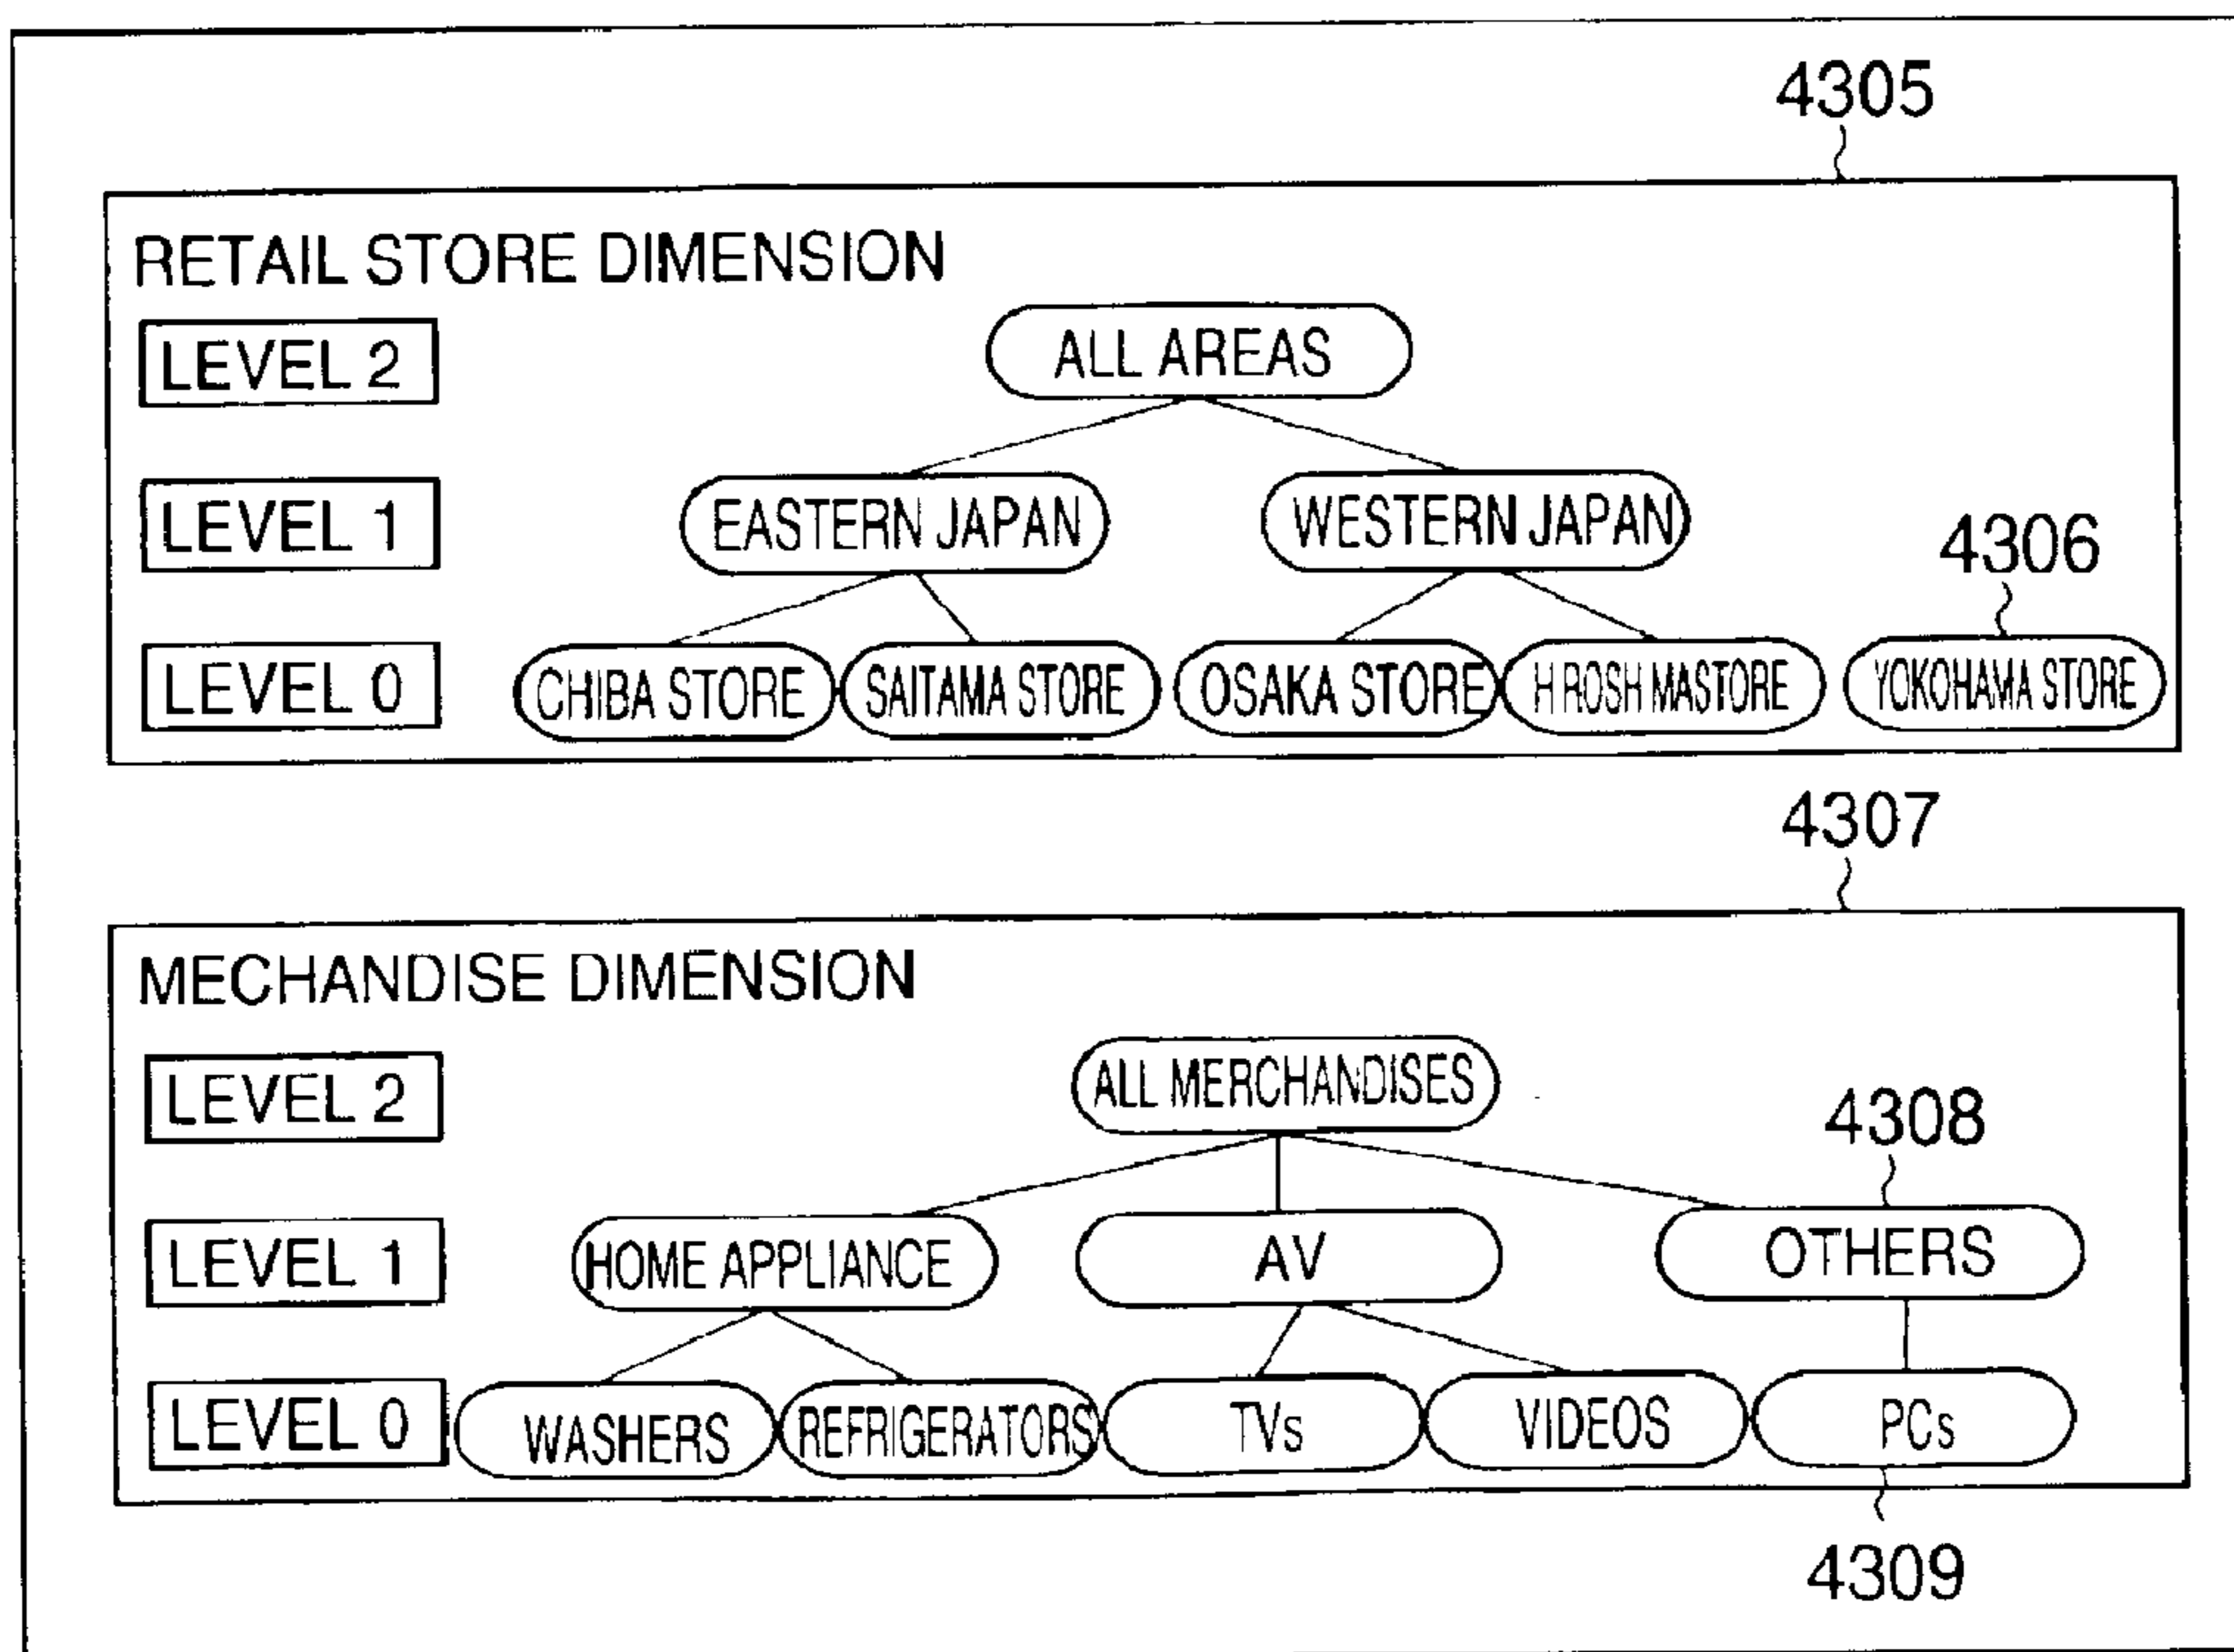 4305
RETAIL STORE DIMENSION
LEVEL 2
ALL AREAS
LEVEL 1
EASTERN JAPAN
WESTERN JAPAN
4306
LEVEL 0
CHIBA STORE
SAITAMA STORE
OSAKA STORE
H ROSH MASTORE
YOKOHAMA STORE
4307
MECHANDISE DIMENSION
LEVEL 2
ALL MERCHANDISES
4308
LEVEL 1
HOME APPLIANCE
AV
OTHERS
LEVEL 0
WASHERS
REFRIGERATORS
TVs
VIDEOS
PCs
4309